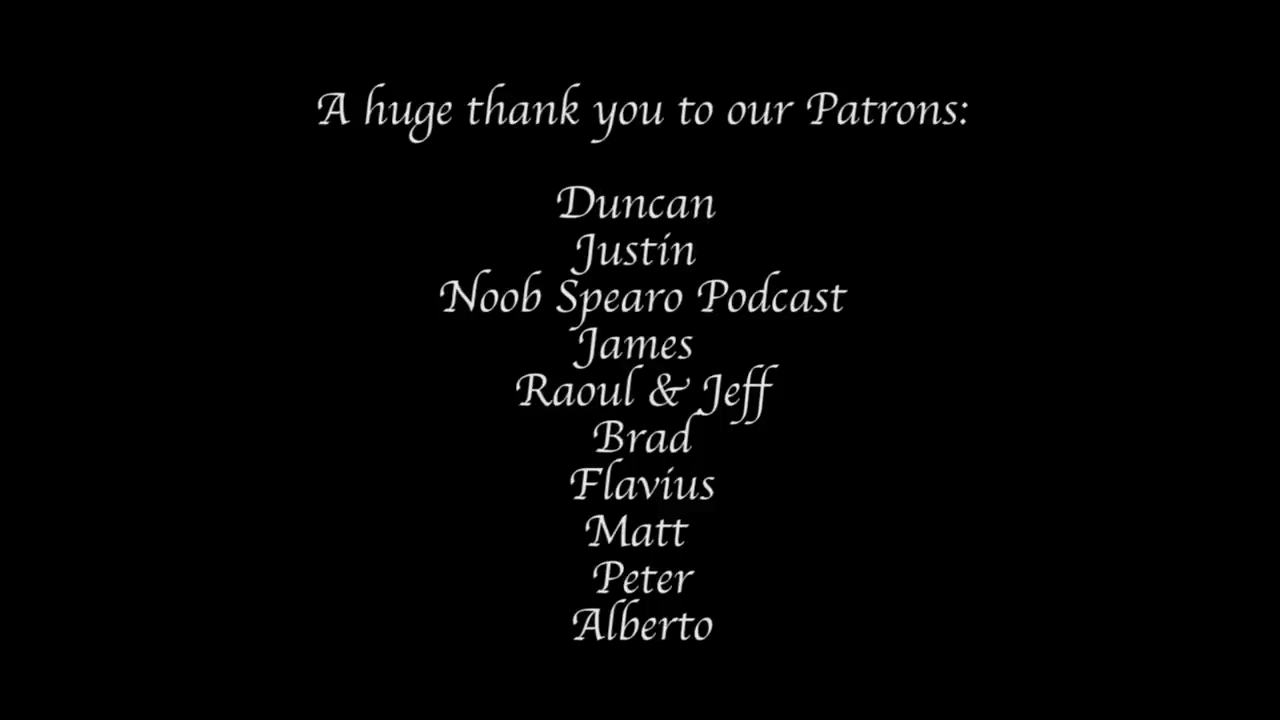 A huge thank you to our Patrons:
Duncan
Justin
Noob Spearo Podcast
James
Raoul & Jeff
Brad
Flavius
Matt
Peter
Alberto